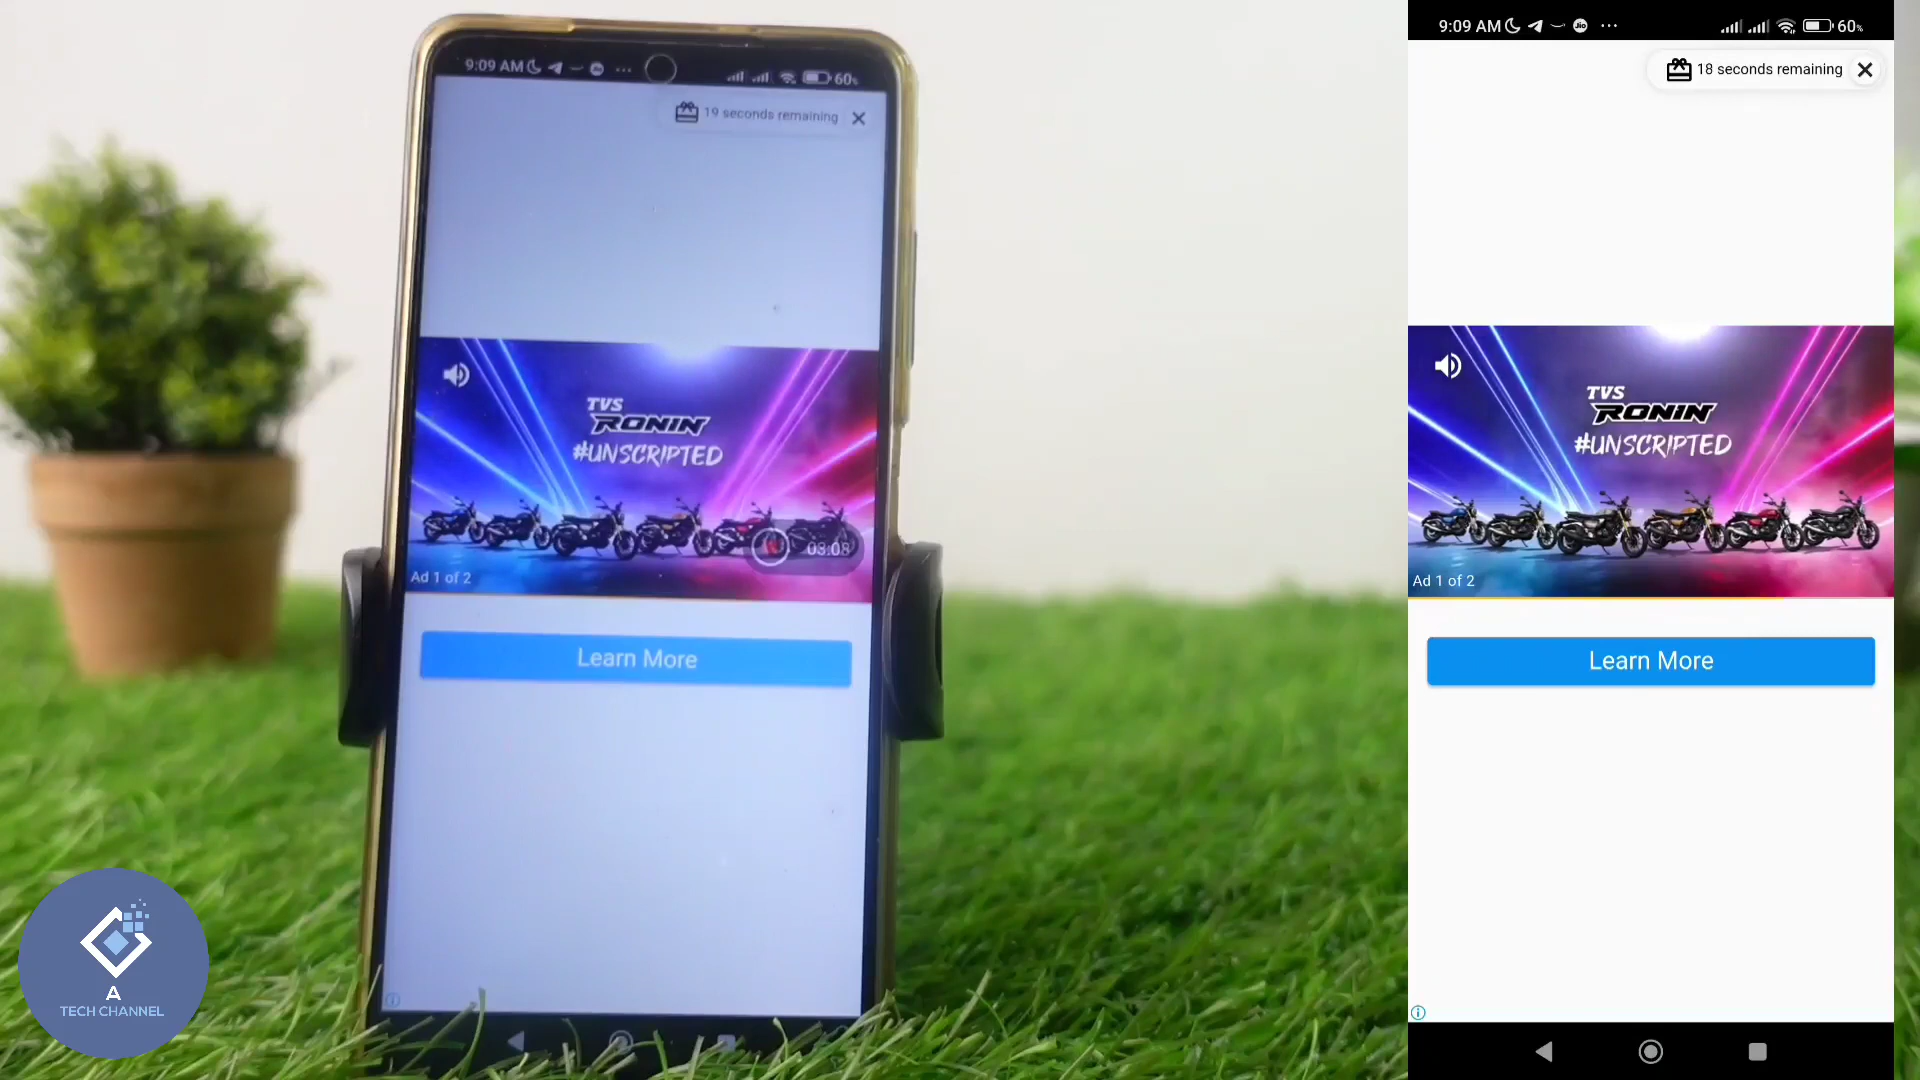 9:09 AM
60%
19 seconds remaining
TVS
RONIN
#UNSCRIPTED
03:08
Ad 1 of 2
Learn More
A
TECH CHANNEL
9:09 AM
Jio
60%
18 seconds remaining
TVS
RONIN
#UNSCRIPTED
Ad 1 of 2
Learn More